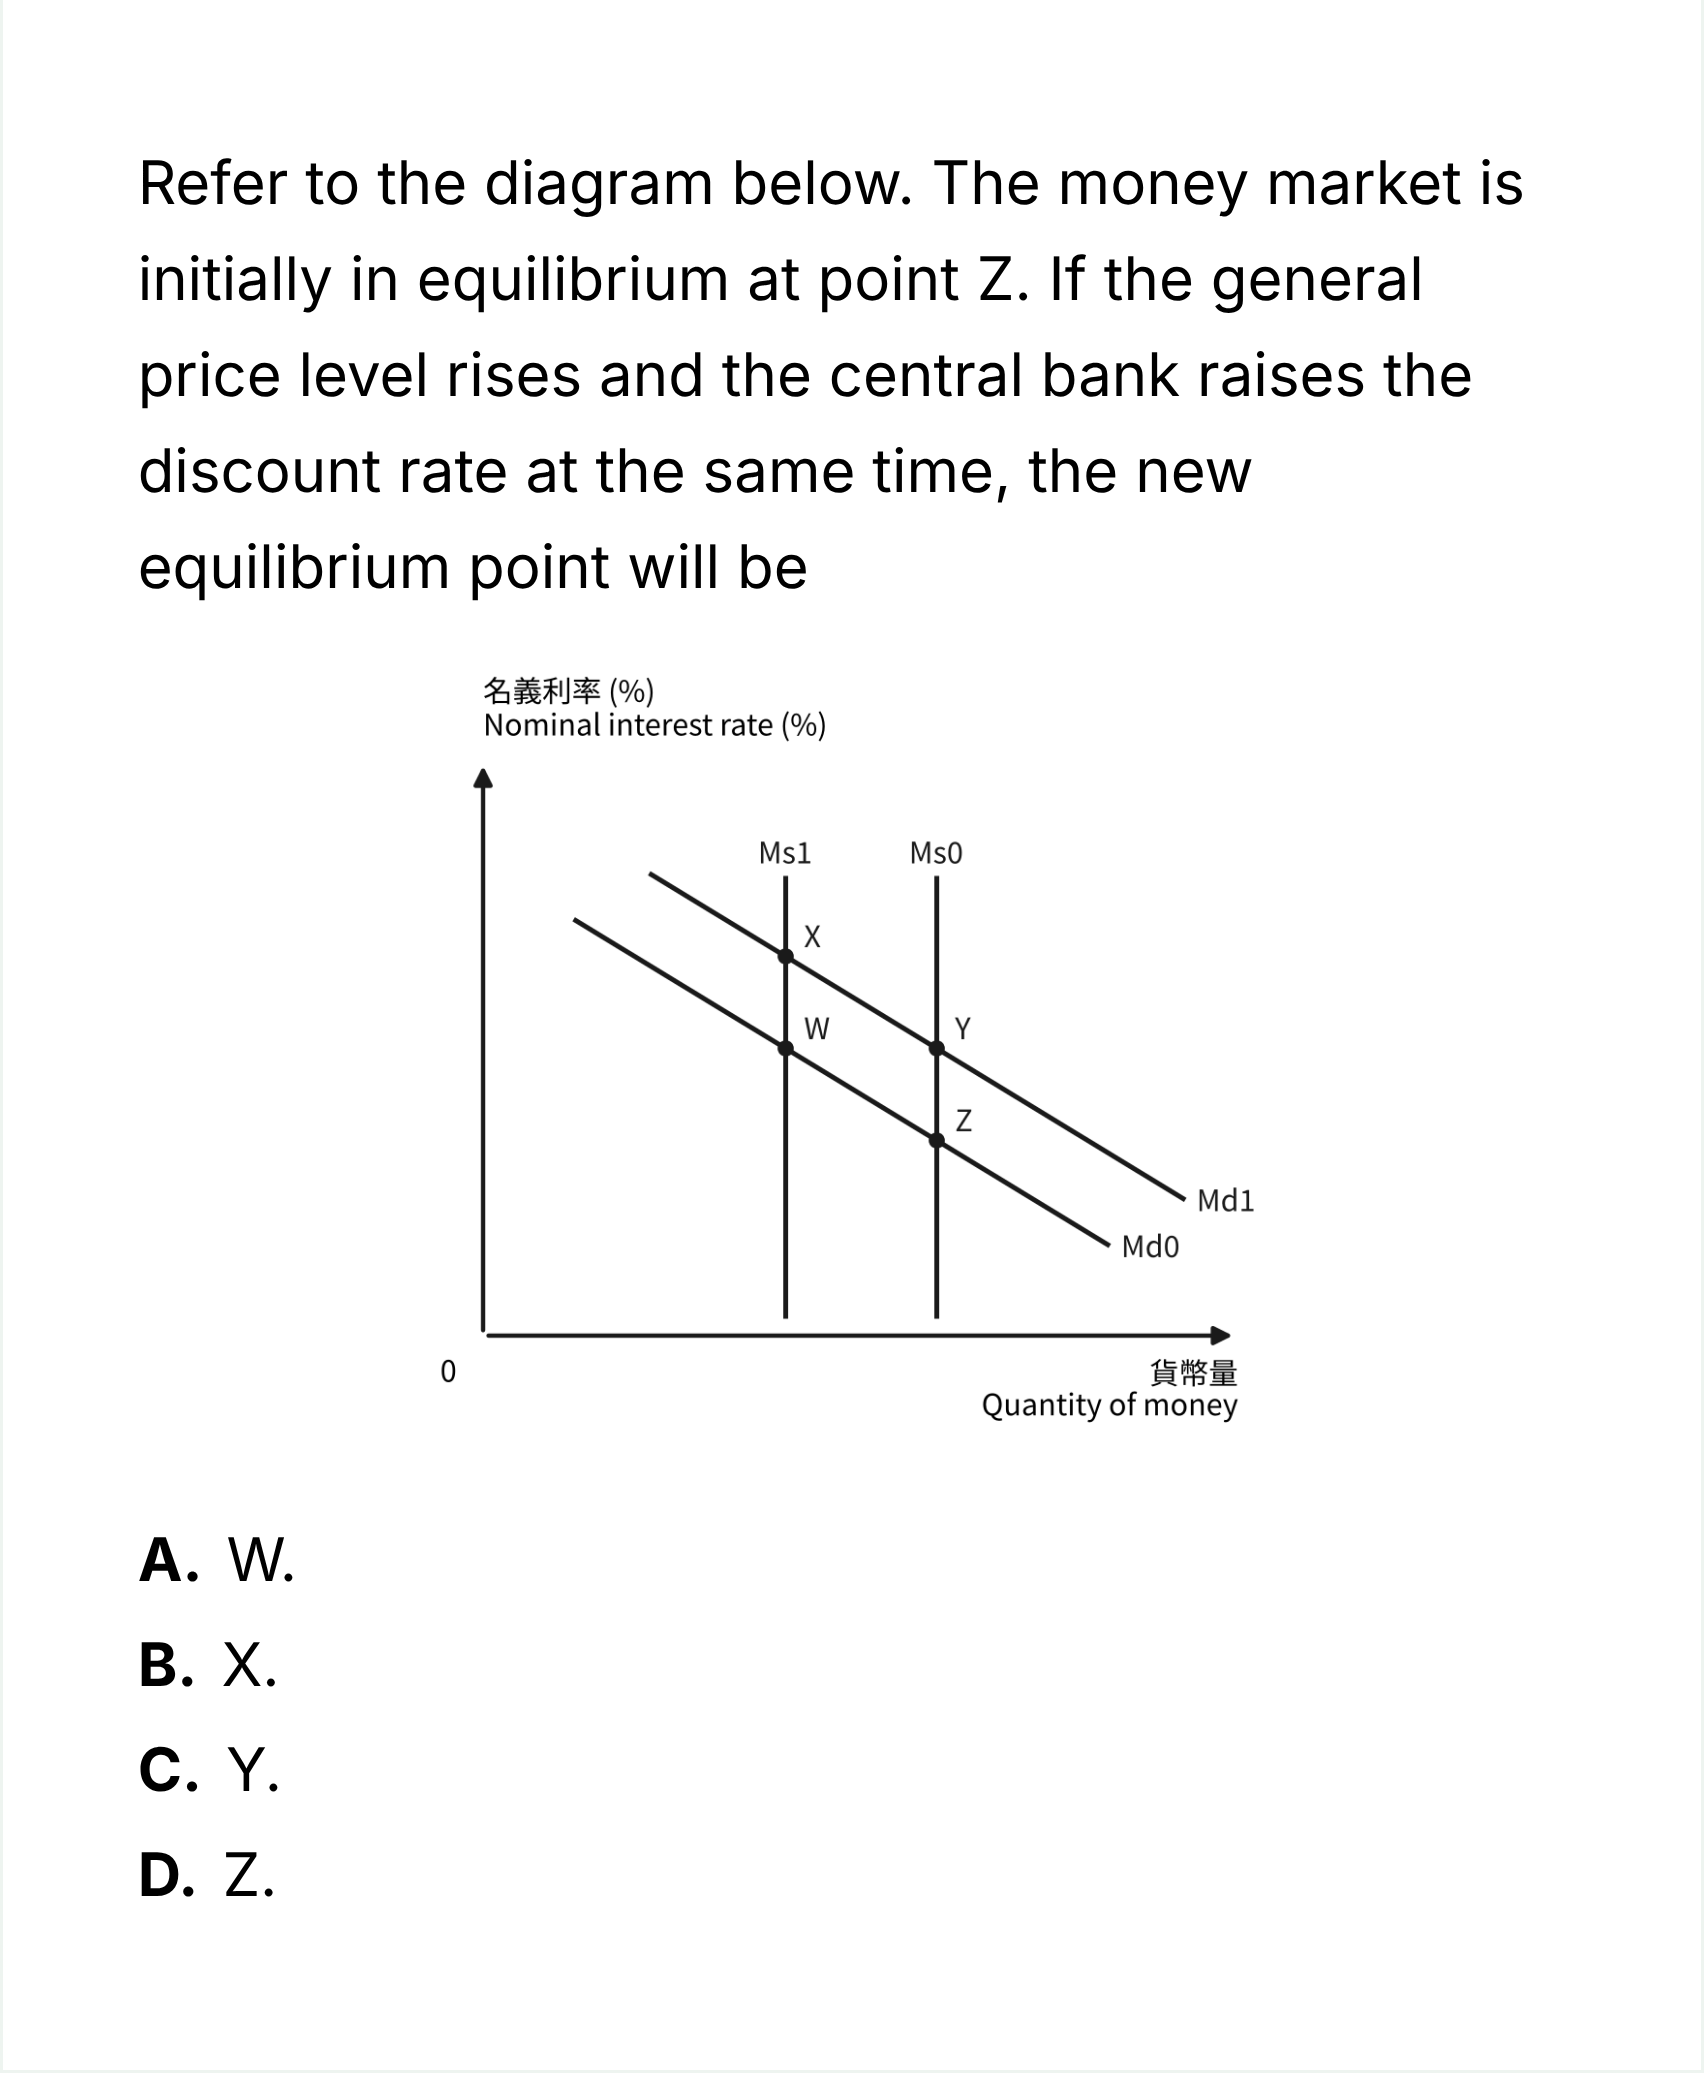 Refer to the diagram below. The money market is
initially in equilibrium at point Z. If the general
price level rises and the central bank raises the
discount rate at the same time, the new
equilibrium point will be
名義利率 (%)
Nominal interest rate (%)
Ms1
Ms0
X
W
Y
Z
Md1
Md0
0
貨幣量
Quantity of money
A. W.
B. X.
C. Y.
D. Z.